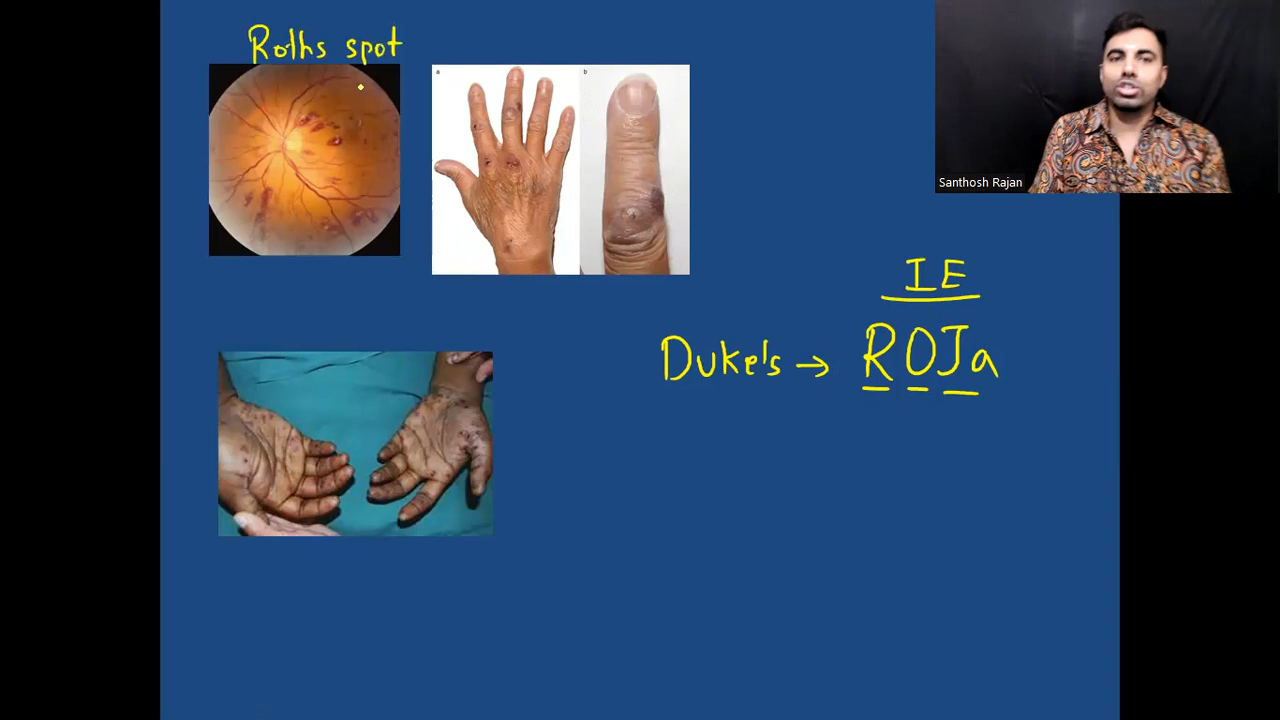 Roths spot
a
b
Santhosh Rajan
IE
Duke's → ROJa